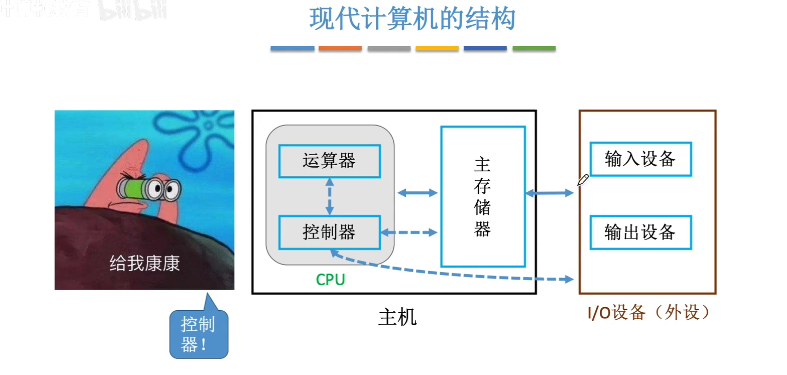 bilibili
现代计算机的结构
给我康康
控制
器！
运算器
控制器
CPU
主
存
储
器
主机
输入设备
输出设备
I/O设备（外设）